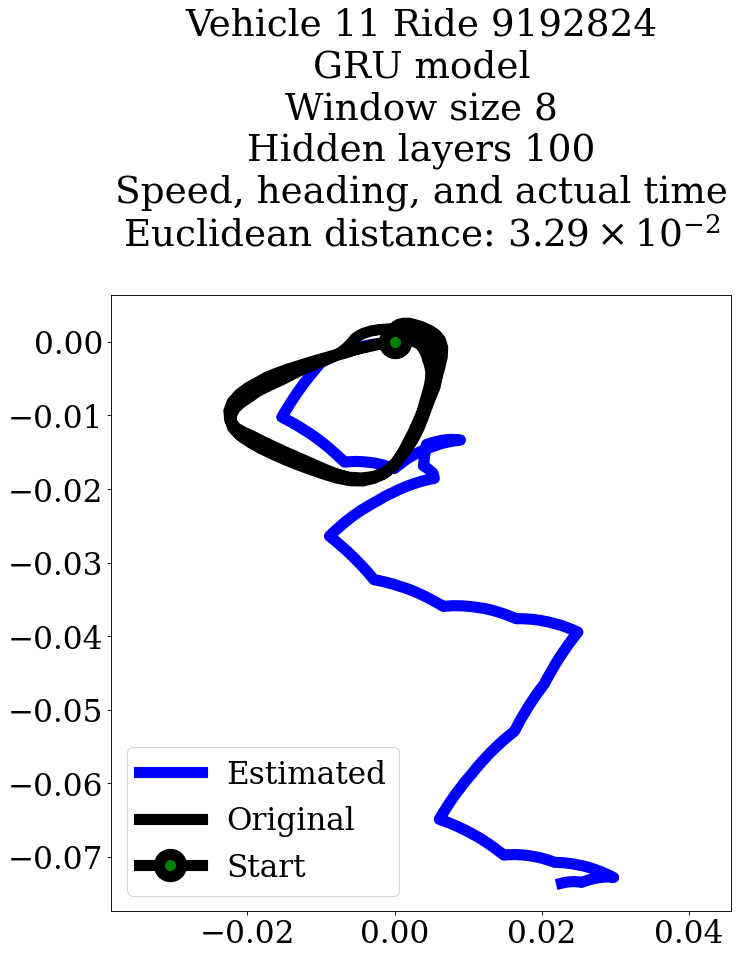 Vehicle 11 Ride 9192824
GRU model
Window size 8
Hidden layers 100
Speed, heading, and actual time
Euclidean distance: 3.29 × 10⁻²
0.00
−0.01
−0.02
−0.03
−0.04
−0.05
−0.06
−0.07
Estimated
Original
Start
−0.02 0.00 0.02 0.04